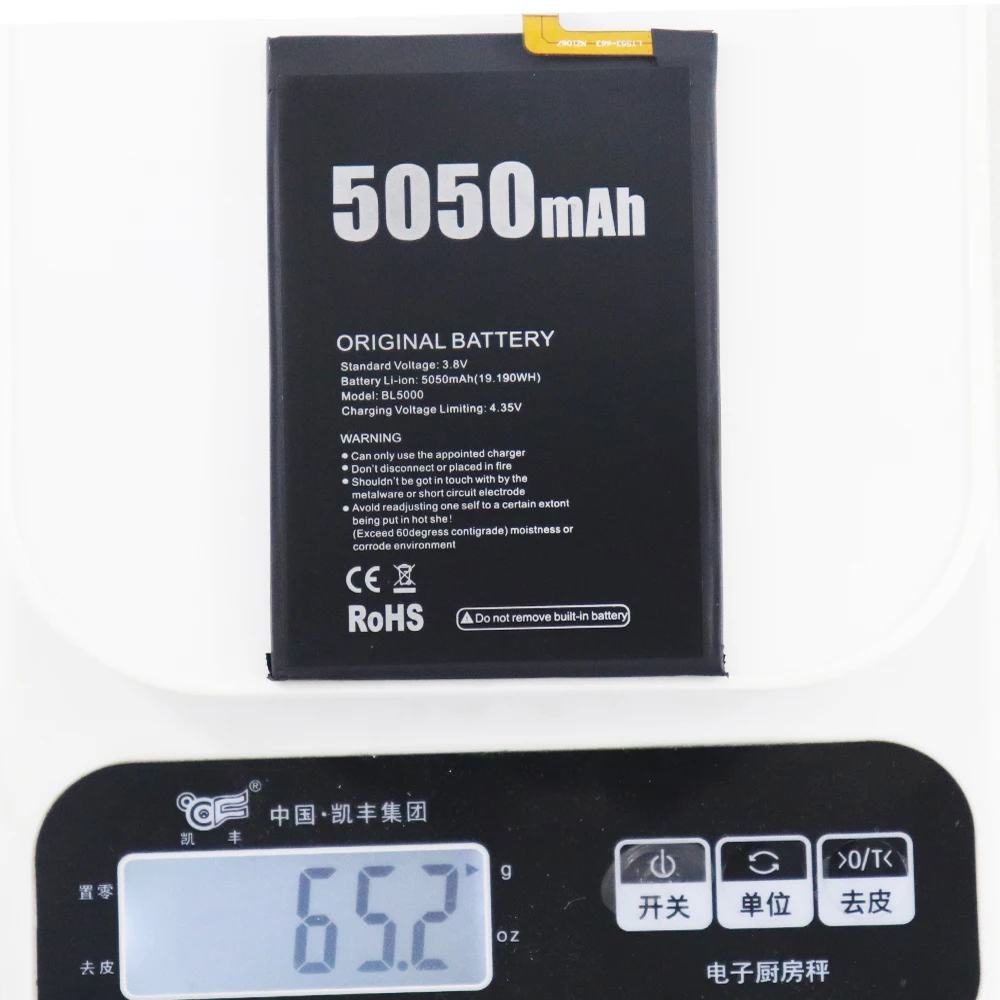 LT553-663 NZ1067
5050mAh
ORIGINAL BATTERY
Standard Voltage: 3.8V
Battery Li-ion: 5050mAh(19.190WH)
Model: BL5000
Charging Voltage Limiting: 4.35V
WARNING
● Can only use the appointed charger
● Don't disconnect or placed in fire
● Shouldn't be got in touch with by the
metalware or short circuit electrode
● Avoid readjusting one self to a certain extont
being put in hot she!
(Exceed 60degress contigrade) moistness or
corrode environment
CE
RoHS
Do not remove built-in battery
® 中国·凯丰集团
凯丰
置零
去皮
65.2
g
oz
开关
单位
>0/T<
去皮
电子厨房秤